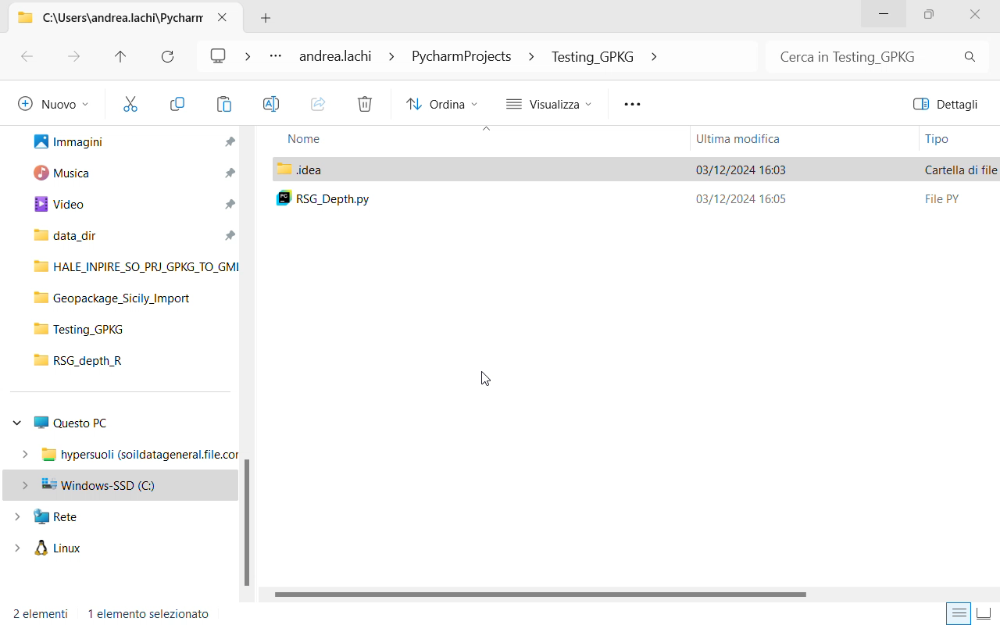 C:\Users\andrea.lachi\Pycharm
andrea.lachi
PycharmProjects
Testing_GPKG
Cerca in Testing_GPKG
Nuovo
Ordina
Visualizza
Dettagli
Immagini
Musica
Video
data_dir
HALE_INPIRE_SO_PRJ_GPKG_TO_GMI
Geopackage_Sicily_Import
Testing_GPKG
RSG_depth_R
Questo PC
hypersuoli (soildatageneral.file.cor
Windows-SSD (C:)
Rete
Linux
Nome Ultima modifica Tipo
.idea 03/12/2024 16:03 Cartella di file
RSG_Depth.py 03/12/2024 16:05 File PY
2 elementi 1 elemento selezionato